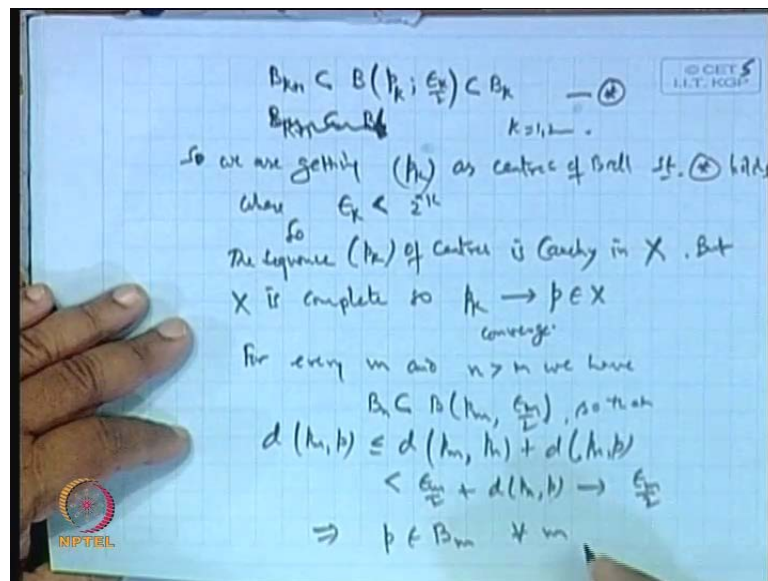 B_{k+1} ⊂ B(p_k; ε_k/2) ⊂ B_k — ⊛
k=1,2 — .
So we are getting (p_k) as centres of Ball st. ⊛ holds
where ε_k < 2^{-k}
So
The sequence (p_k) of centres is Cauchy in X . But
X is complete so p_k → p ∈ X
converge.
For every m and n > m we have
B_n ⊂ B(p_m, ε_m/2), so that
d(p_m, p) ≤ d(p_m, p_n) + d(p_n, p)
< ε_m/2 + d(p_n, p) → ε_m/2
⇒ p ∈ B_m ∀ m
© CET 5
I.I.T. KGP
NPTEL